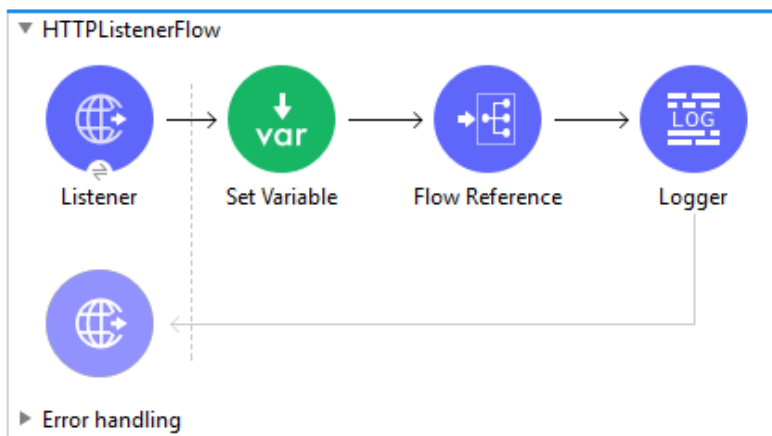 HTTPListenerFlow
var
LOG
Listener
Set Variable
Flow Reference
Logger
Error handling